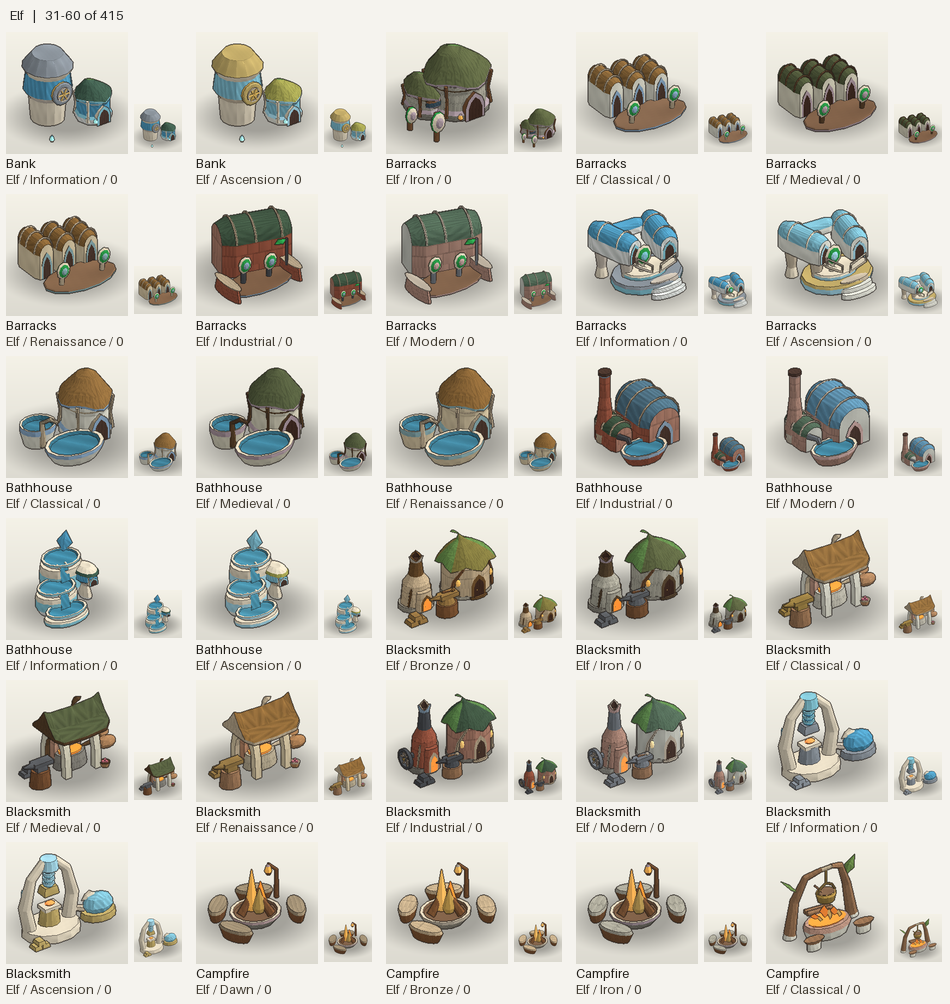 Elf | 31-60 of 415
Bank
Elf / Information / 0
Bank
Elf / Ascension / 0
Barracks
Elf / Iron / 0
Barracks
Elf / Classical / 0
Barracks
Elf / Medieval / 0
Barracks
Elf / Renaissance / 0
Barracks
Elf / Industrial / 0
Barracks
Elf / Modern / 0
Barracks
Elf / Information / 0
Barracks
Elf / Ascension / 0
Bathhouse
Elf / Classical / 0
Bathhouse
Elf / Medieval / 0
Bathhouse
Elf / Renaissance / 0
Bathhouse
Elf / Industrial / 0
Bathhouse
Elf / Modern / 0
Bathhouse
Elf / Information / 0
Bathhouse
Elf / Ascension / 0
Blacksmith
Elf / Bronze / 0
Blacksmith
Elf / Iron / 0
Blacksmith
Elf / Classical / 0
Blacksmith
Elf / Medieval / 0
Blacksmith
Elf / Renaissance / 0
Blacksmith
Elf / Industrial / 0
Blacksmith
Elf / Modern / 0
Blacksmith
Elf / Information / 0
Blacksmith
Elf / Ascension / 0
Campfire
Elf / Dawn / 0
Campfire
Elf / Bronze / 0
Campfire
Elf / Iron / 0
Campfire
Elf / Classical / 0